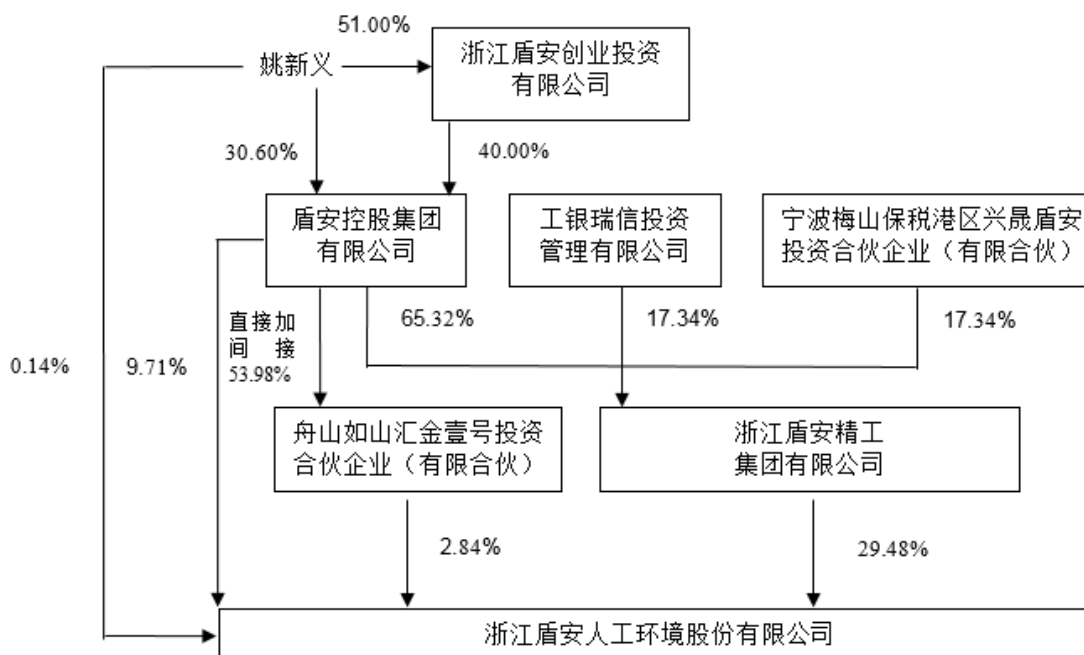 51.00%
姚新义
浙江盾安创业投资
有限公司
30.60%
40.00%
盾安控股集团
有限公司
工银瑞信投资
管理有限公司
宁波梅山保税港区兴晟盾安
投资合伙企业（有限合伙）
直接加
间 接
53.98%
65.32%
17.34%
17.34%
0.14%
9.71%
舟山如山汇金壹号投资
合伙企业（有限合伙）
浙江盾安精工
集团有限公司
2.84%
29.48%
浙江盾安人工环境股份有限公司